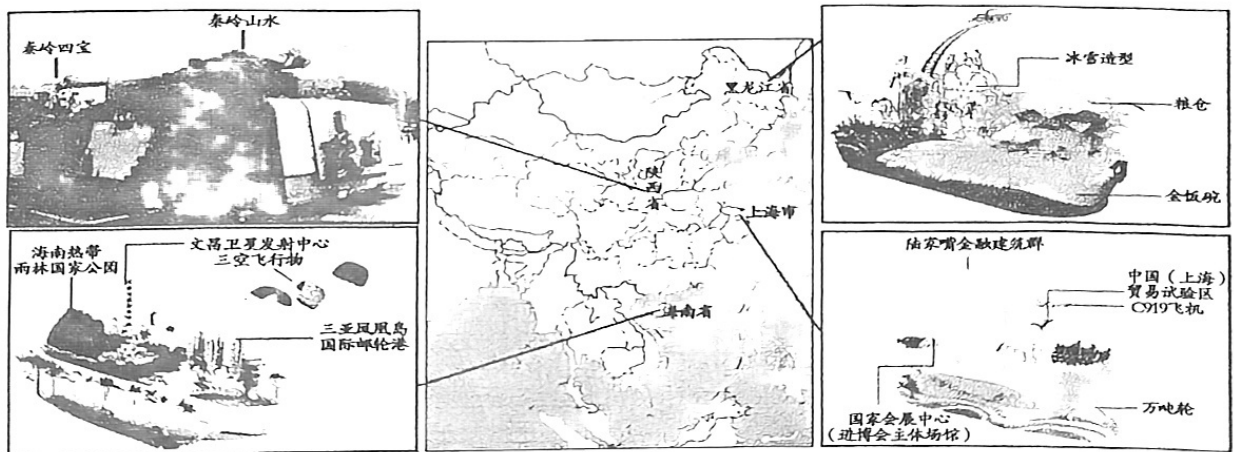 秦岭山水
秦岭四宝
海南热带
雨林国家公园
文昌卫星发射中心
三空飞行物
三亚凤凰岛
国际邮轮港
黑龙江省
陕
西
省
上海市
海南省
冰雪造型
粮仓
金饭碗
陆家嘴金融建筑群
中国（上海）
贸易试验区
C919飞机
万吨轮
国家会展中心
（进博会主体场馆）